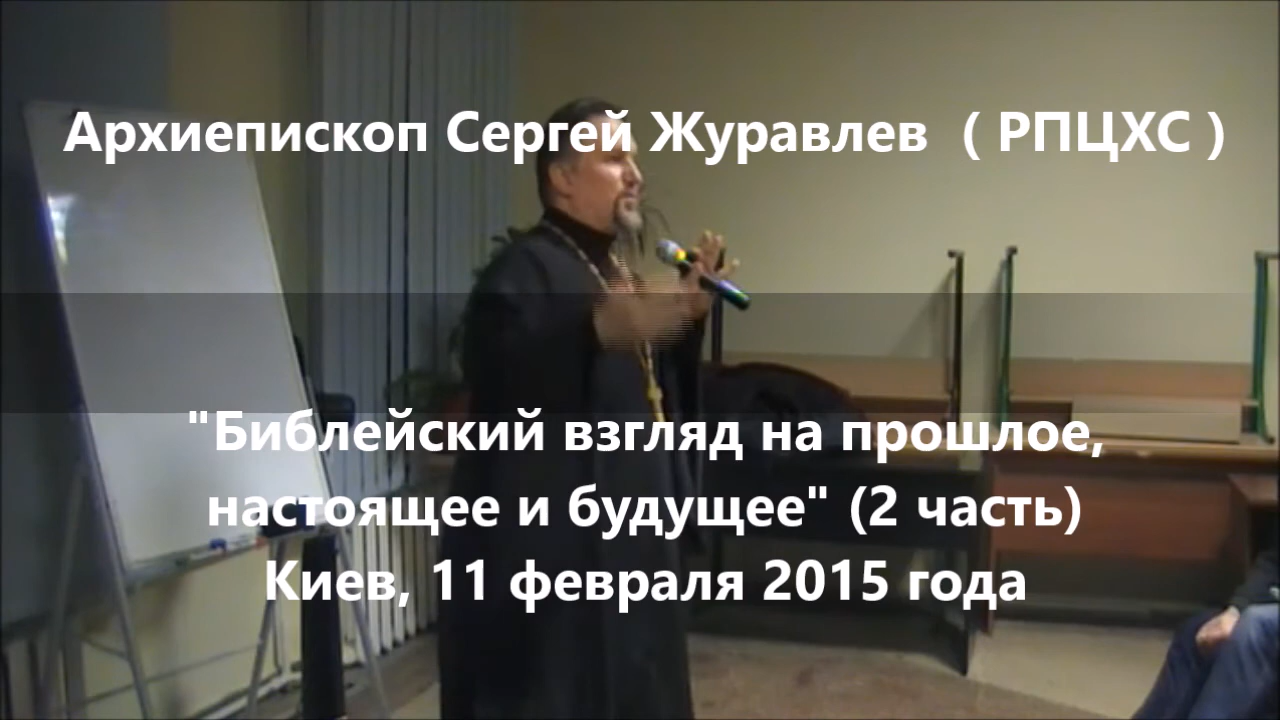 Архиепископ Сергей Журавлев ( РПЦХС )
"Библейский взгляд на прошлое,
настоящее и будущее" (2 часть)
Киев, 11 февраля 2015 года